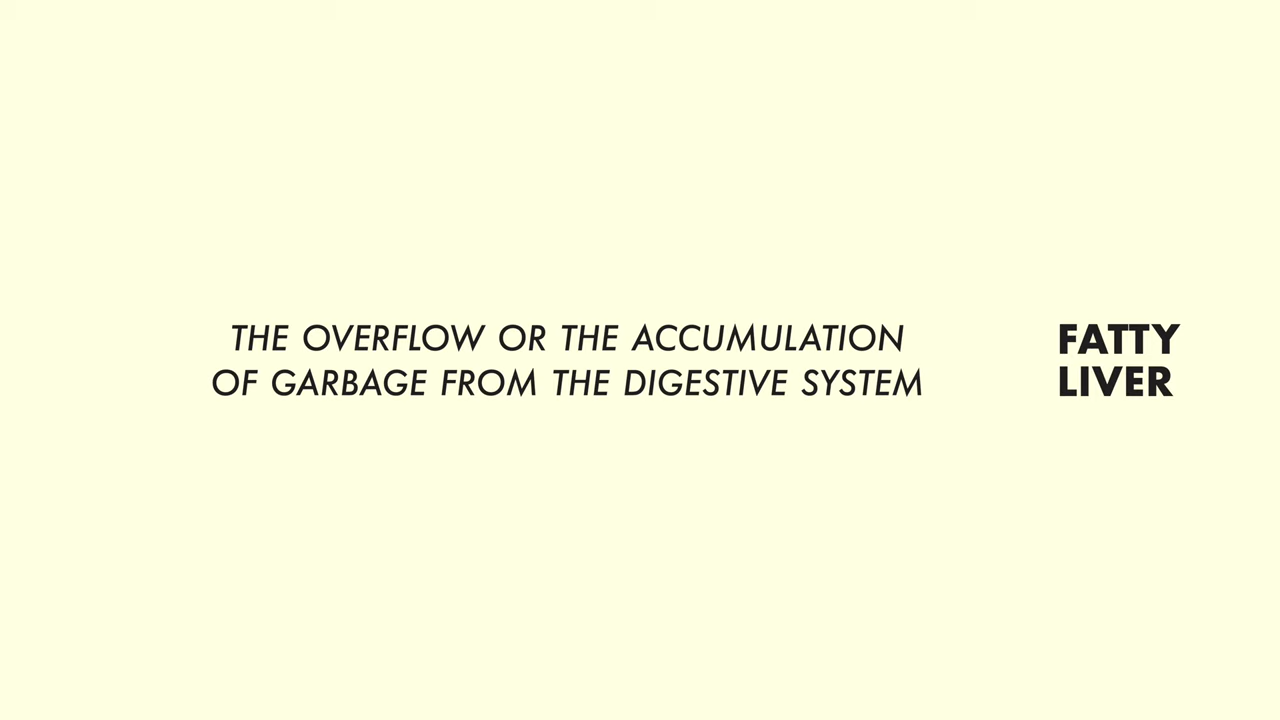 THE OVERFLOW OR THE ACCUMULATION
OF GARBAGE FROM THE DIGESTIVE SYSTEM
FATTY
LIVER